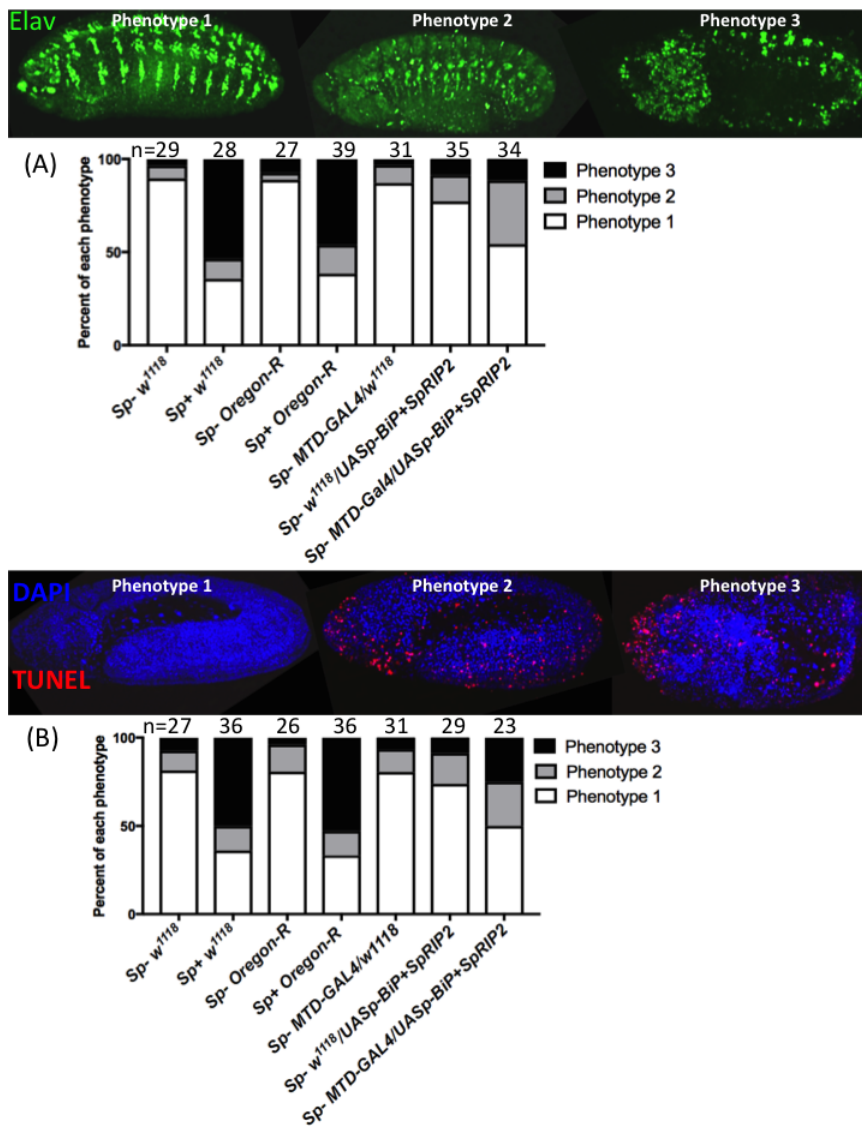 Elav Phenotype 1 Phenotype 2 Phenotype 3
(A)
n=29 28 27 39 31 35 34
100
50
0
Percent of each phenotype
Phenotype 3
Phenotype 2
Phenotype 1
Sp- w1118
Sp+ w1118
Sp- Oregon-R
Sp+ Oregon-R
Sp- MTD-GAL4/w1118
Sp- w1118/UASp-BiP+SpRIP2
Sp- MTD-Gal4/UASp-BiP+SpRIP2
DAPI Phenotype 1 Phenotype 2 Phenotype 3
TUNEL
(B)
n=27 36 26 36 31 29 23
100
50
0
Percent of each phenotype
Phenotype 3
Phenotype 2
Phenotype 1
Sp- w1118
Sp+ w1118
Sp- Oregon-R
Sp+ Oregon-R
Sp- MTD-GAL4/w1118
Sp- w1118/UASp-BiP+SpRIP2
Sp- MTD-GAL4/UASp-BiP+SpRIP2